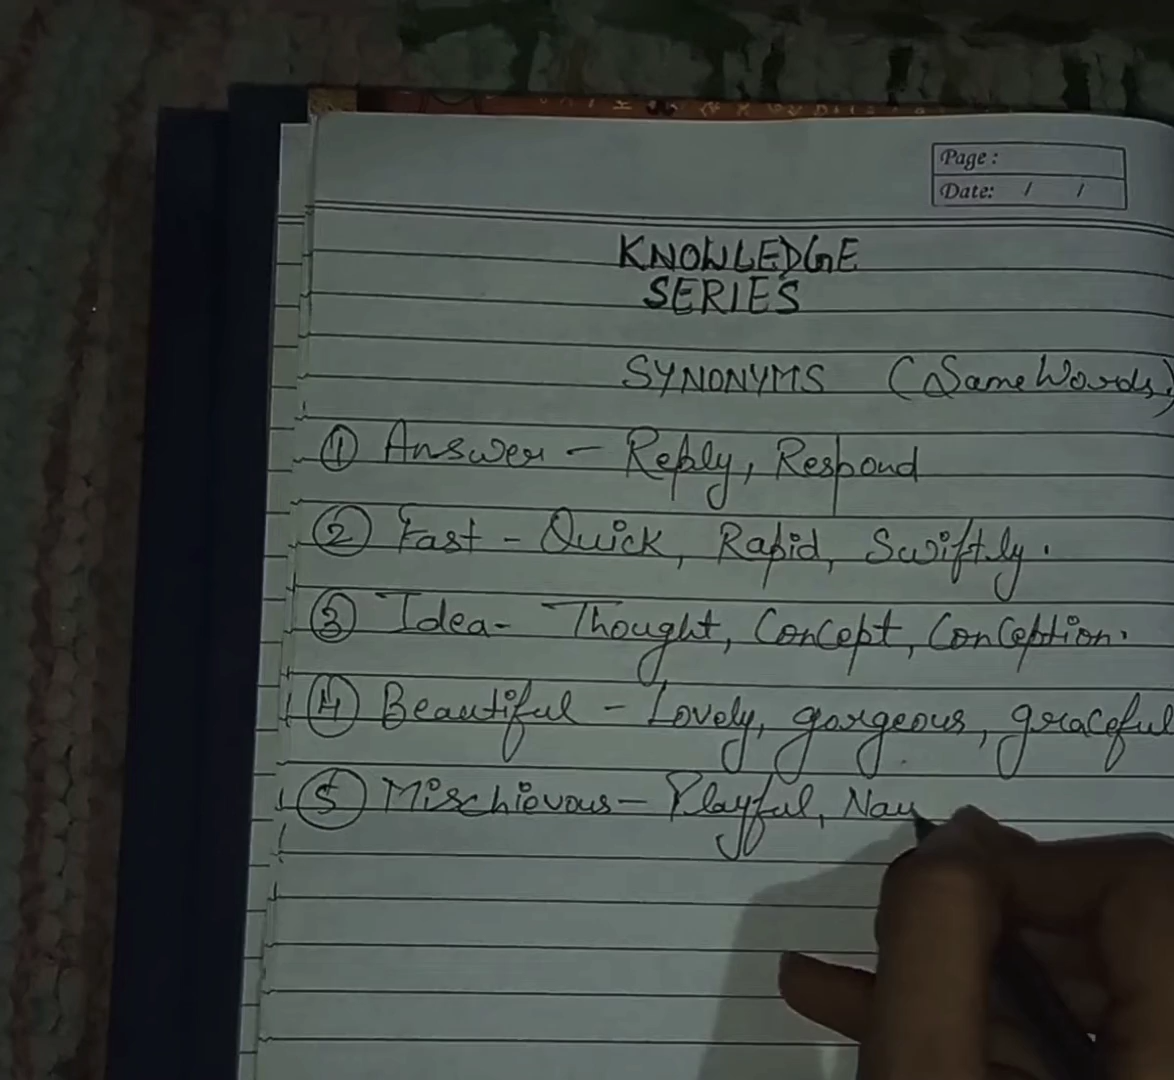 Page :
Date: / /
KNOWLEDGE
SERIES
SYNONYMS (Same Words)
① Answer – Reply, Respond
② Fast – Quick, Rapid, Swiftly.
③ Idea – Thought, Concept, Conception.
④ Beautiful – Lovely, gorgeous, graceful
⑤ Mischievous – Playful, Nau